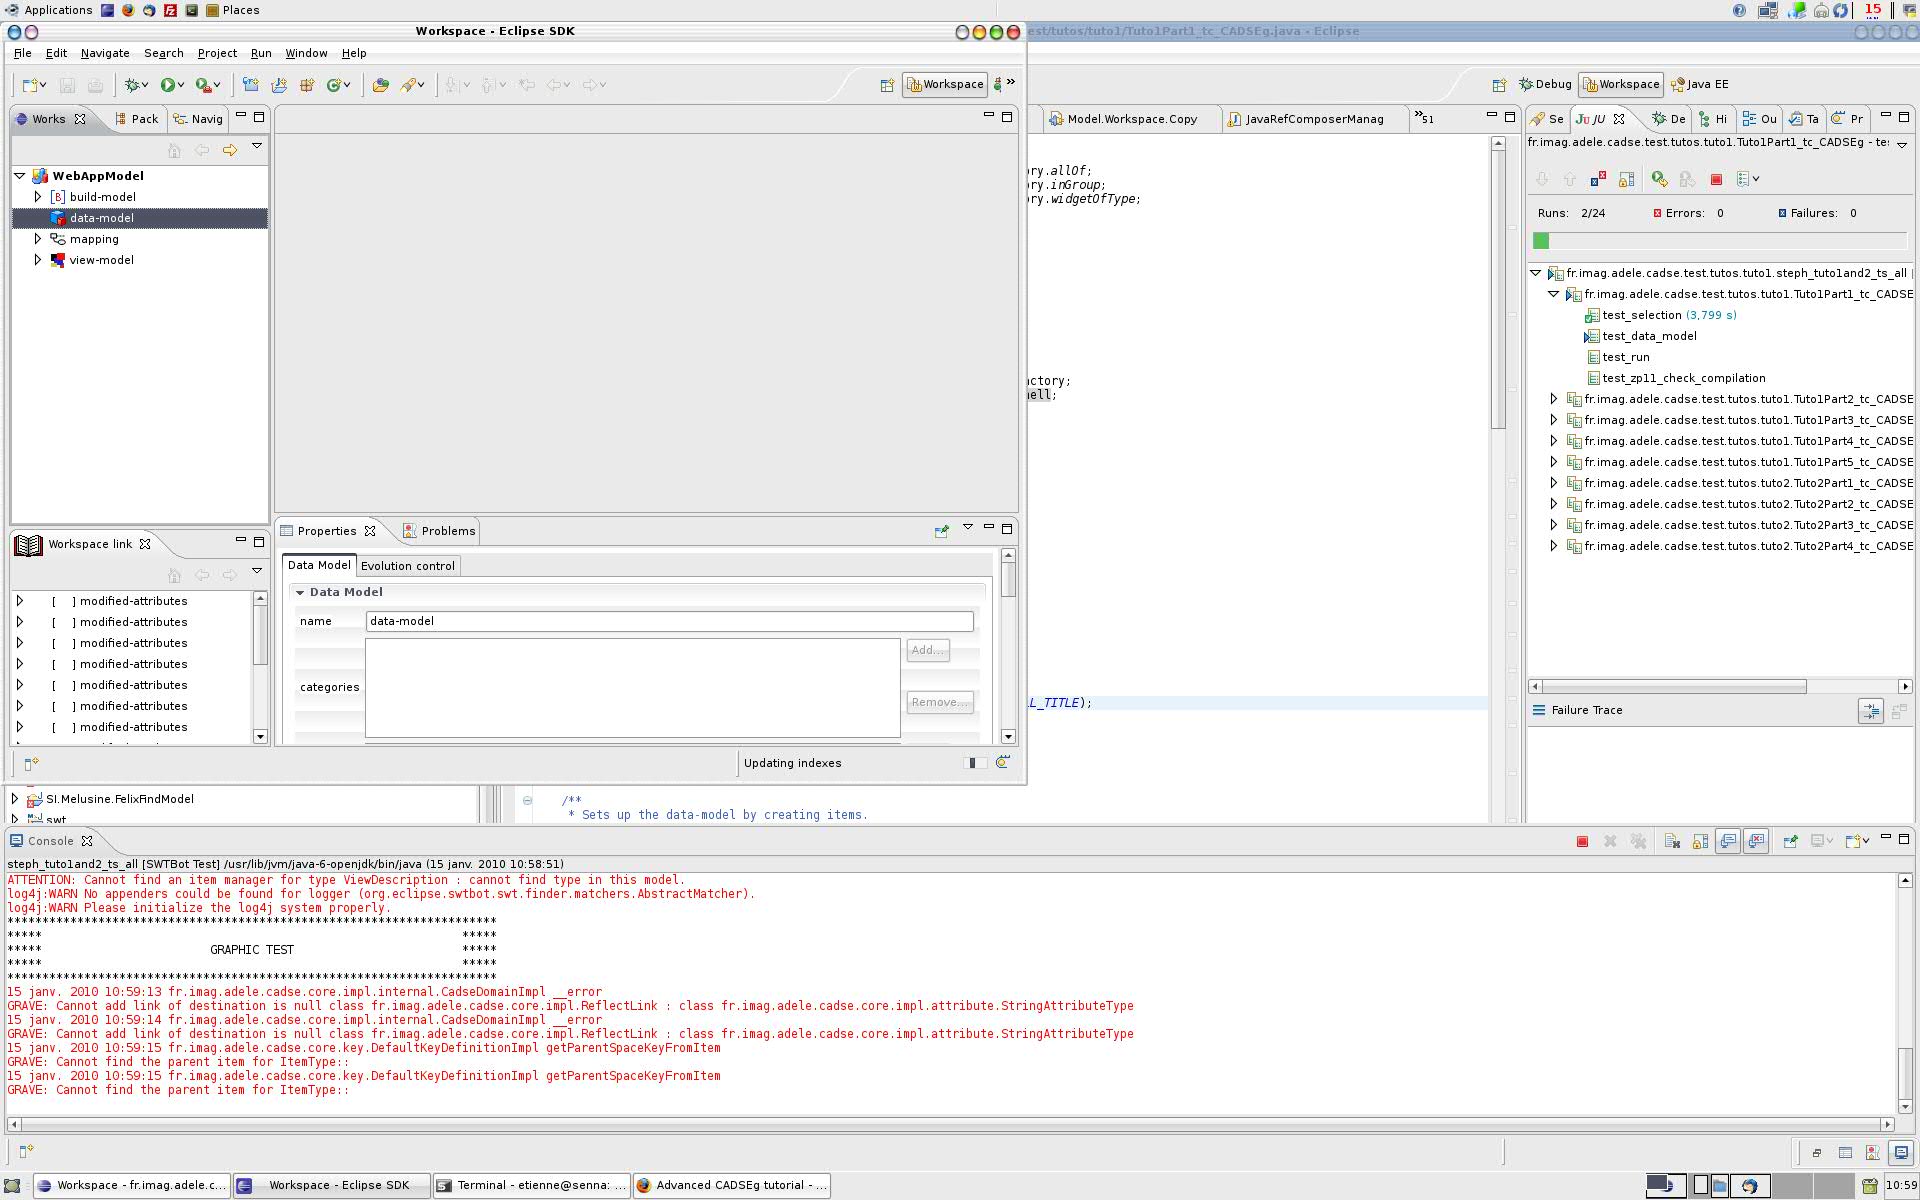 Applications Places 15
Workspace - Eclipse SDK
est/tutos/tuto1/Tuto1Part1_tc_CADSEg.java - Eclipse
File Edit Navigate Search Project Run Window Help
Workspace »
Debug Workspace Java EE
Works Pack Navig
Model.Workspace.Copy JavaRefComposerManag »51
Se JU De Hi Ou Ta Pr
fr.imag.adele.cadse.test.tutos.tuto1.Tuto1Part1_tc_CADSEg - te:
WebAppModel
build-model
data-model
mapping
view-model
ry.allOf;
ry.inGroup;
ry.widgetOfType;
actory;
hell;
L_TITLE);
Runs: 2/24 Errors: 0 Failures: 0
fr.imag.adele.cadse.test.tutos.tuto1.steph_tuto1and2_ts_all [
fr.imag.adele.cadse.test.tutos.tuto1.Tuto1Part1_tc_CADSE
test_selection (3,799 s)
test_data_model
test_run
test_zp11_check_compilation
fr.imag.adele.cadse.test.tutos.tuto1.Tuto1Part2_tc_CADSE
fr.imag.adele.cadse.test.tutos.tuto1.Tuto1Part3_tc_CADSE
fr.imag.adele.cadse.test.tutos.tuto1.Tuto1Part4_tc_CADSE
fr.imag.adele.cadse.test.tutos.tuto1.Tuto1Part5_tc_CADSE
fr.imag.adele.cadse.test.tutos.tuto2.Tuto2Part1_tc_CADSE
fr.imag.adele.cadse.test.tutos.tuto2.Tuto2Part2_tc_CADSE
fr.imag.adele.cadse.test.tutos.tuto2.Tuto2Part3_tc_CADSE
fr.imag.adele.cadse.test.tutos.tuto2.Tuto2Part4_tc_CADSE
Failure Trace
Workspace link
[ ] modified-attributes
[ ] modified-attributes
[ ] modified-attributes
[ ] modified-attributes
[ ] modified-attributes
[ ] modified-attributes
[ ] modified-attributes
Properties Problems
Data Model Evolution control
Data Model
name data-model
categories
Add...
Remove...
Updating indexes
SI.Melusine.FelixFindModel
swt
/**
* Sets up the data-model by creating items.
Console
steph_tuto1and2_ts_all [SWTBot Test] /usr/lib/jvm/java-6-openjdk/bin/java (15 janv. 2010 10:58:51)
ATTENTION: Cannot find an item manager for type ViewDescription : cannot find type in this model.
log4j:WARN No appenders could be found for logger (org.eclipse.swtbot.swt.finder.matchers.AbstractMatcher).
log4j:WARN Please initialize the log4j system properly.
**********************************************************************
***** *****
***** GRAPHIC TEST *****
***** *****
**********************************************************************
15 janv. 2010 10:59:13 fr.imag.adele.cadse.core.impl.internal.CadseDomainImpl __error
GRAVE: Cannot add link of destination is null class fr.imag.adele.cadse.core.impl.ReflectLink : class fr.imag.adele.cadse.core.impl.attribute.StringAttributeType
15 janv. 2010 10:59:14 fr.imag.adele.cadse.core.impl.internal.CadseDomainImpl __error
GRAVE: Cannot add link of destination is null class fr.imag.adele.cadse.core.impl.ReflectLink : class fr.imag.adele.cadse.core.impl.attribute.StringAttributeType
15 janv. 2010 10:59:15 fr.imag.adele.cadse.core.key.DefaultKeyDefinitionImpl getParentSpaceKeyFromItem
GRAVE: Cannot find the parent item for ItemType::
15 janv. 2010 10:59:15 fr.imag.adele.cadse.core.key.DefaultKeyDefinitionImpl getParentSpaceKeyFromItem
GRAVE: Cannot find the parent item for ItemType::
Workspace - fr.imag.adele.c... Workspace - Eclipse SDK Terminal - etienne@senna: ... Advanced CADSEg tutorial - ... 10:59